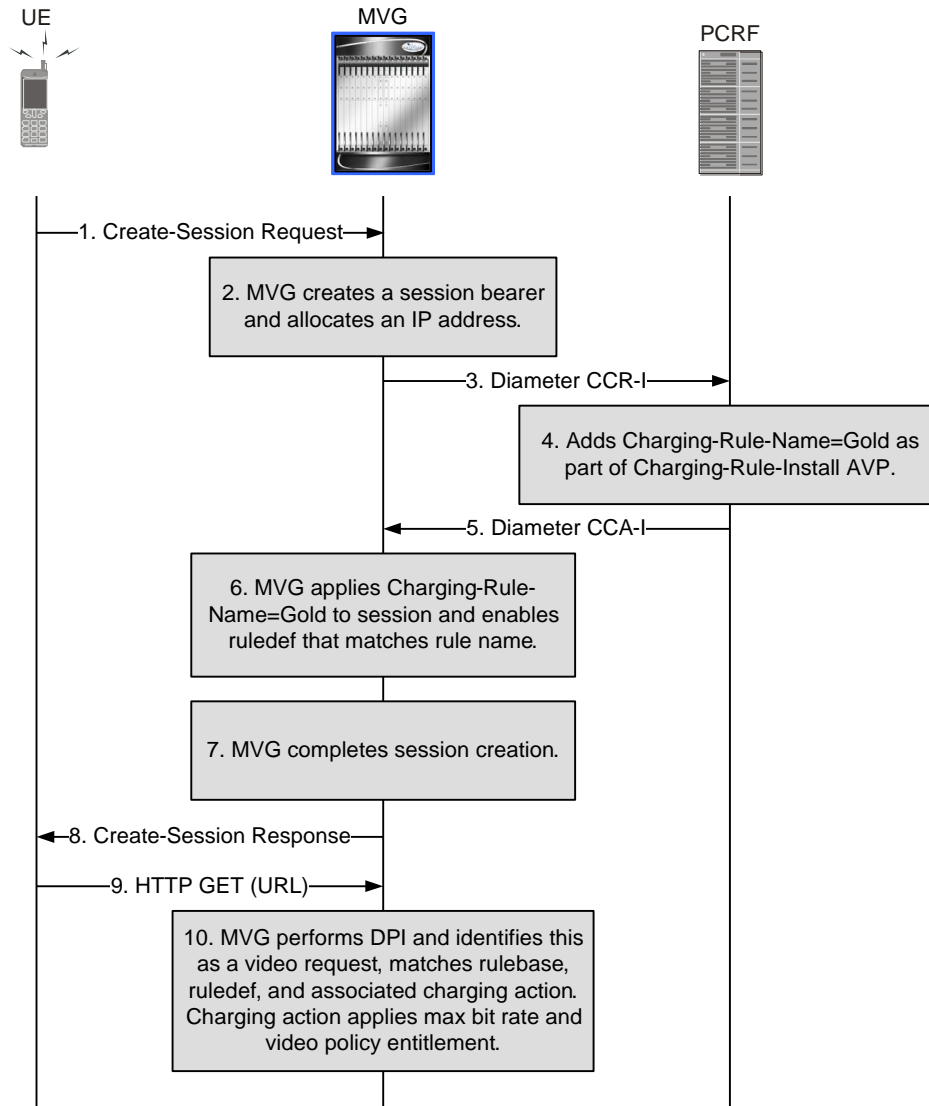 UE
MVG
PCRF
1. Create-Session Request
2. MVG creates a session bearer
and allocates an IP address.
3. Diameter CCR-I
4. Adds Charging-Rule-Name=Gold as
part of Charging-Rule-Install AVP.
5. Diameter CCA-I
6. MVG applies Charging-Rule-
Name=Gold to session and enables
ruledef that matches rule name.
7. MVG completes session creation.
8. Create-Session Response
9. HTTP GET (URL)
10. MVG performs DPI and identifies this
as a video request, matches rulebase,
ruledef, and associated charging action.
Charging action applies max bit rate and
video policy entitlement.